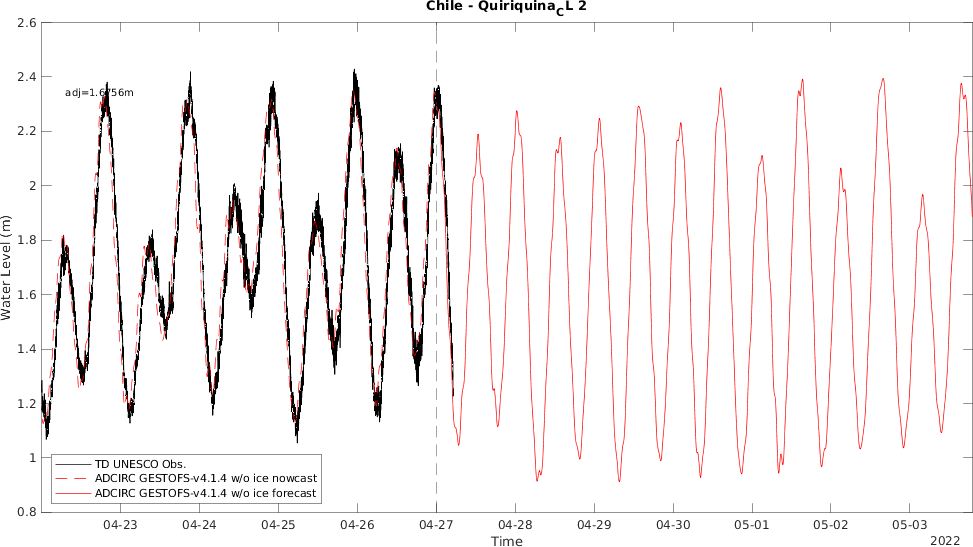 Chile - Quiriquina_CL 2
2.6
2.4
2.2
2
1.8
1.6
1.4
1.2
1
0.8
Water Level (m)
adj=1.6756m
TD UNESCO Obs.
ADCIRC GESTOFS-v4.1.4 w/o ice nowcast
ADCIRC GESTOFS-v4.1.4 w/o ice forecast
04-23 04-24 04-25 04-26 04-27 04-28 04-29 04-30 05-01 05-02 05-03
Time
2022